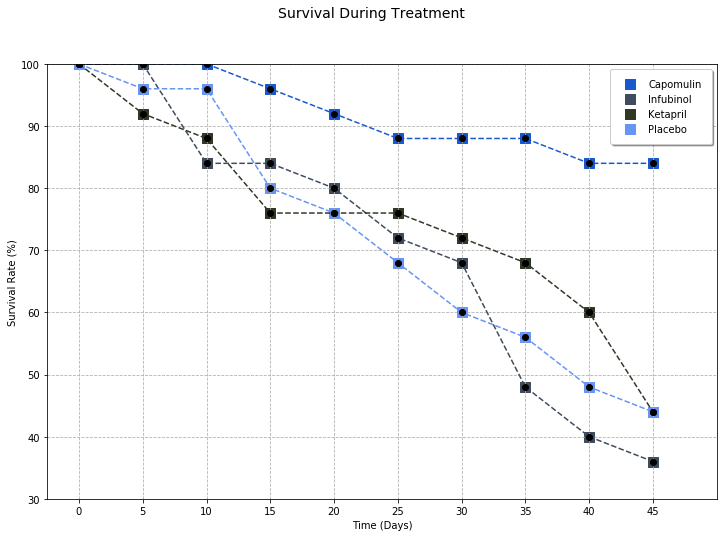 Survival During Treatment
Capomulin
Infubinol
Ketapril
Placebo
Survival Rate (%)
100
90
80
70
60
50
40
30
0 5 10 15 20 25 30 35 40 45
Time (Days)